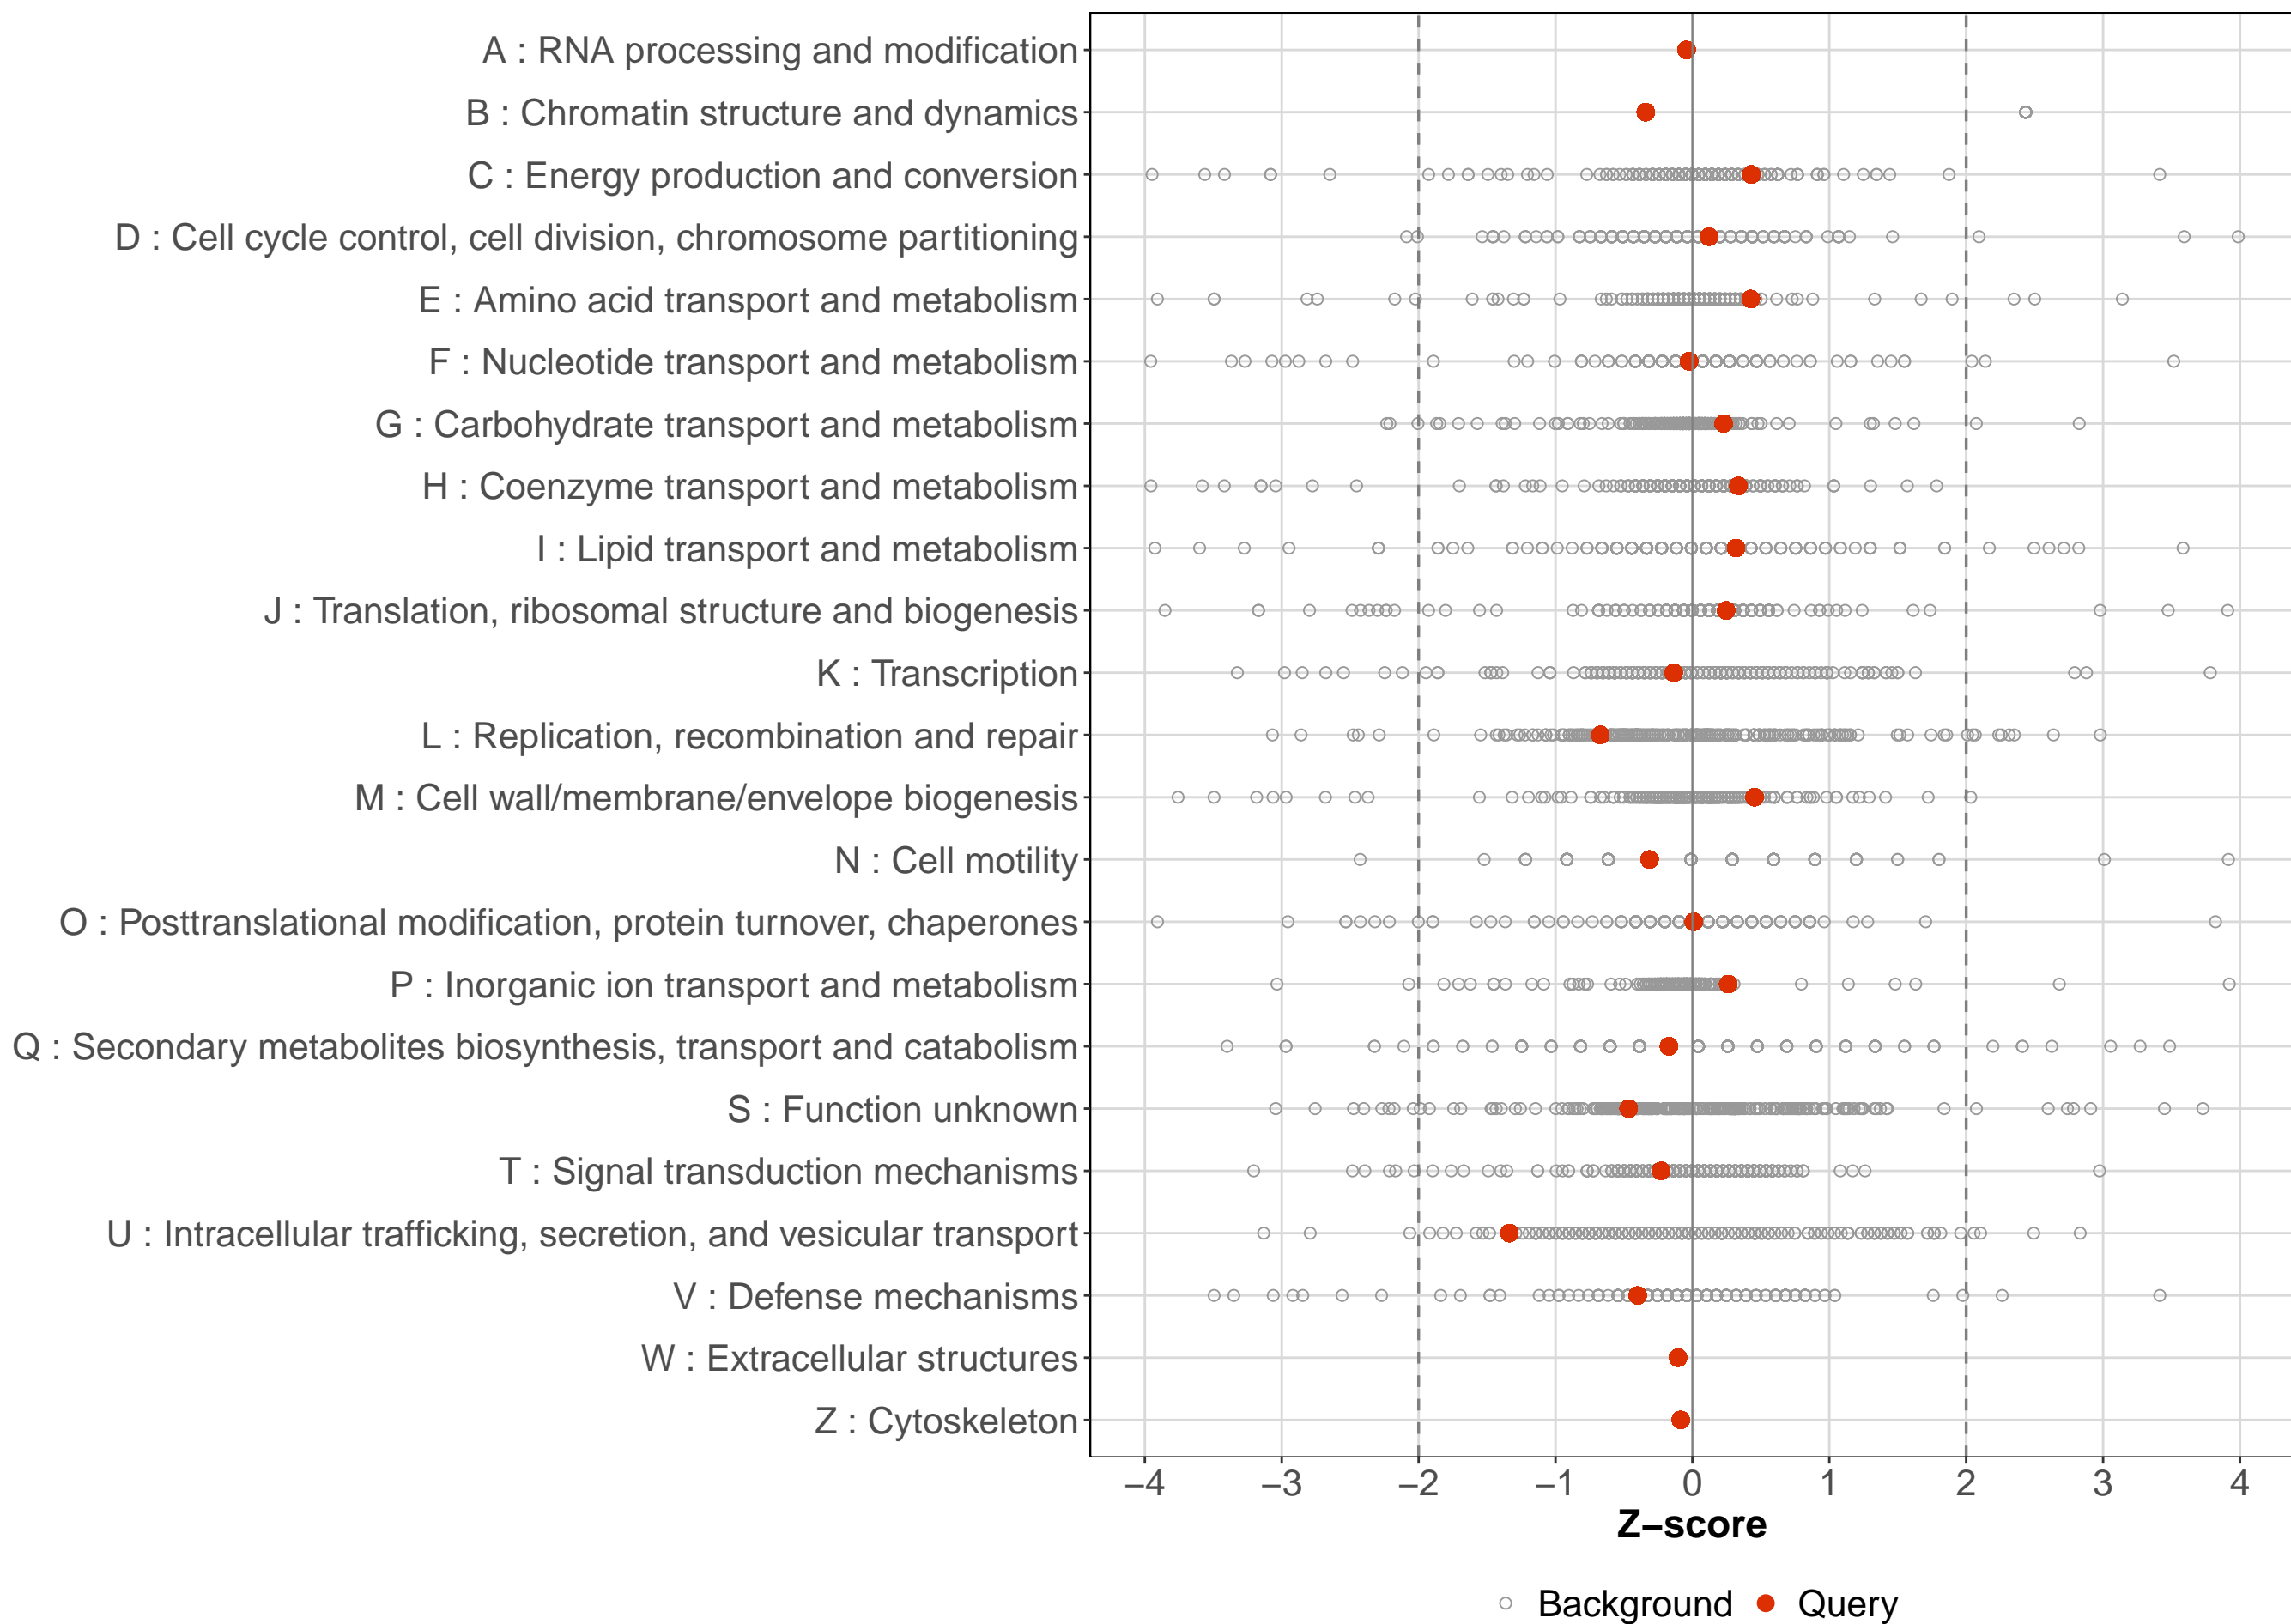 A : RNA processing and modification
B : Chromatin structure and dynamics
C : Energy production and conversion
D : Cell cycle control, cell division, chromosome partitioning
E : Amino acid transport and metabolism
F : Nucleotide transport and metabolism
G : Carbohydrate transport and metabolism
H : Coenzyme transport and metabolism
I : Lipid transport and metabolism
J : Translation, ribosomal structure and biogenesis
K : Transcription
L : Replication, recombination and repair
M : Cell wall/membrane/envelope biogenesis
N : Cell motility
O : Posttranslational modification, protein turnover, chaperones
P : Inorganic ion transport and metabolism
Q : Secondary metabolites biosynthesis, transport and catabolism
S : Function unknown
T : Signal transduction mechanisms
U : Intracellular trafficking, secretion, and vesicular transport
V : Defense mechanisms
W : Extracellular structures
Z : Cytoskeleton
−4 −3 −2 −1 0 1 2 3 4
Z−score
Background Query